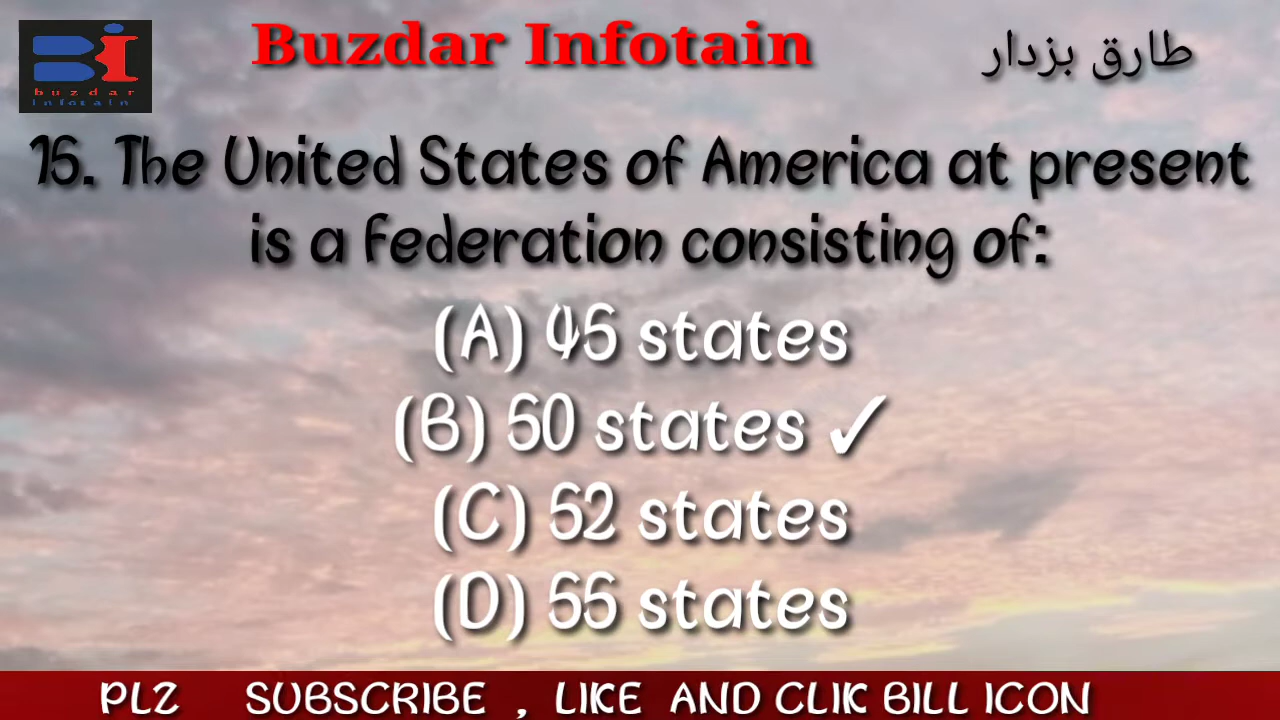 Buzdar Infotain
طارق بزدار
buzdar
infotain
15. The United States of America at present
is a federation consisting of:
(A) 45 states
(B) 50 states ✓
(C) 52 states
(D) 55 states
PLZ SUBSCRIBE , LIKE AND CLIK BILL ICON